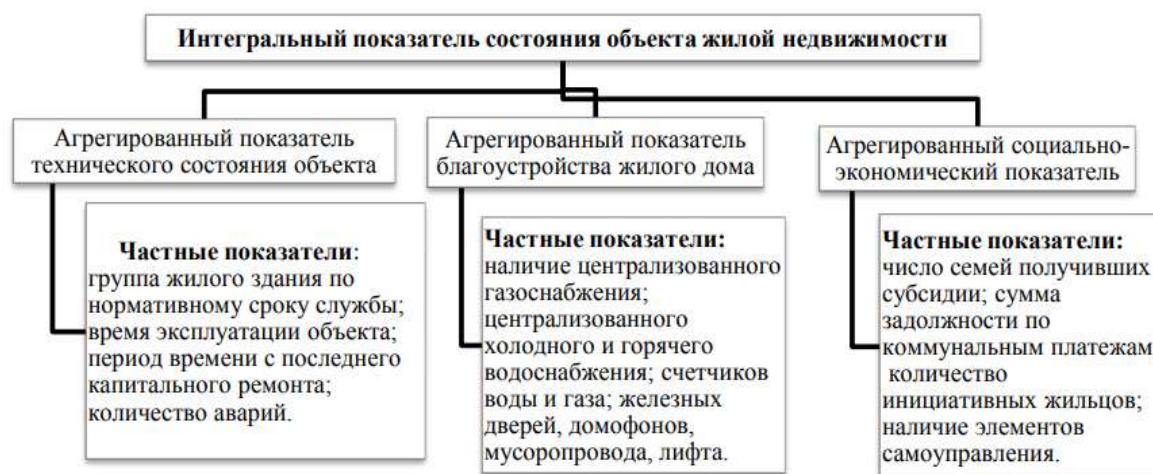 Интегральный показатель состояния объекта жилой недвижимости
Агрегированный показатель
технического состояния объекта
Частные показатели:
группа жилого здания по
нормативному сроку службы;
время эксплуатации объекта;
период времени с последнего
капитального ремонта;
количество аварий.
Агрегированный показатель
благоустройства жилого дома
Частные показатели:
наличие централизованного
газоснабжения;
централизованного
холодного и горячего
водоснабжения; счетчиков
воды и газа; железных
дверей, домофонов,
мусоропровода, лифта.
Агрегированный социально-
экономический показатель
Частные показатели:
число семей получивших
субсидии; сумма
задолжности по
коммунальным платежам
количество
инициативных жильцов;
наличие элементов
самоуправления.